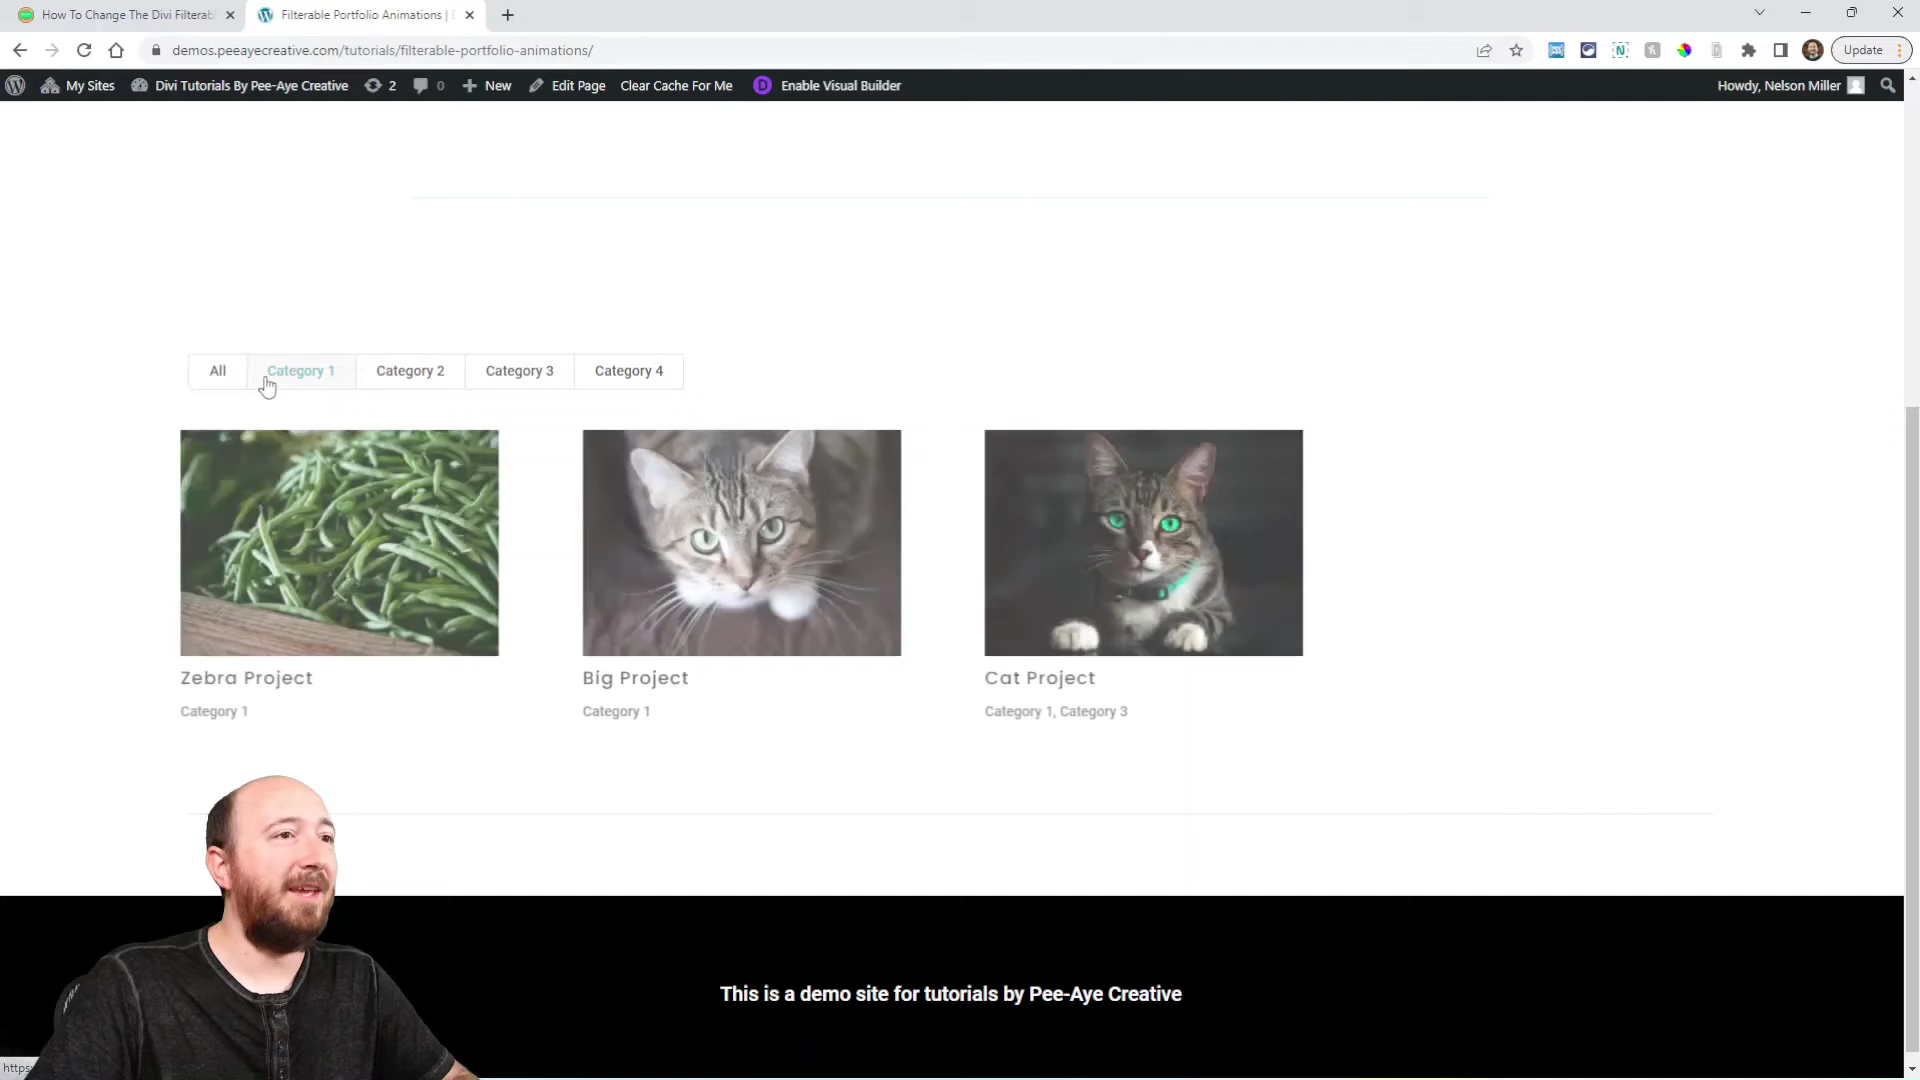 How To Change The Divi Filterabl
Filterable Portfolio Animations | D
demos.peeayecreative.com/tutorials/filterable-portfolio-animations/
Update
My Sites
Divi Tutorials By Pee-Aye Creative
2
0
New
Edit Page
Clear Cache For Me
D
Enable Visual Builder
Howdy, Nelson Miller
All
Category 1
Category 2
Category 3
Category 4
Zebra Project
Big Project
Cat Project
Category 1
Category 1
Category 1, Category 3
This is a demo site for tutorials by Pee-Aye Creative
https